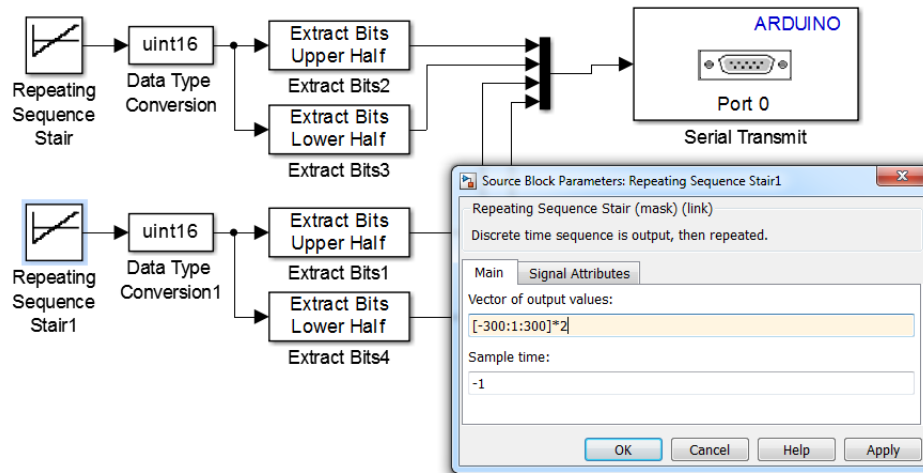 uint16
Extract Bits
Upper Half
ARDUINO
Repeating
Sequence
Stair
Data Type
Conversion
Extract Bits2
Extract Bits
Lower Half
Extract Bits3
Port 0
Serial Transmit
Repeating
Sequence
Stair1
uint16
Data Type
Conversion1
Extract Bits
Upper Half
Extract Bits1
Extract Bits
Lower Half
Extract Bits4
Source Block Parameters: Repeating Sequence Stair1
Repeating Sequence Stair (mask) (link)
Discrete time sequence is output, then repeated.
Main
Signal Attributes
Vector of output values:
[-300:1:300]*2
Sample time:
-1
OK
Cancel
Help
Apply